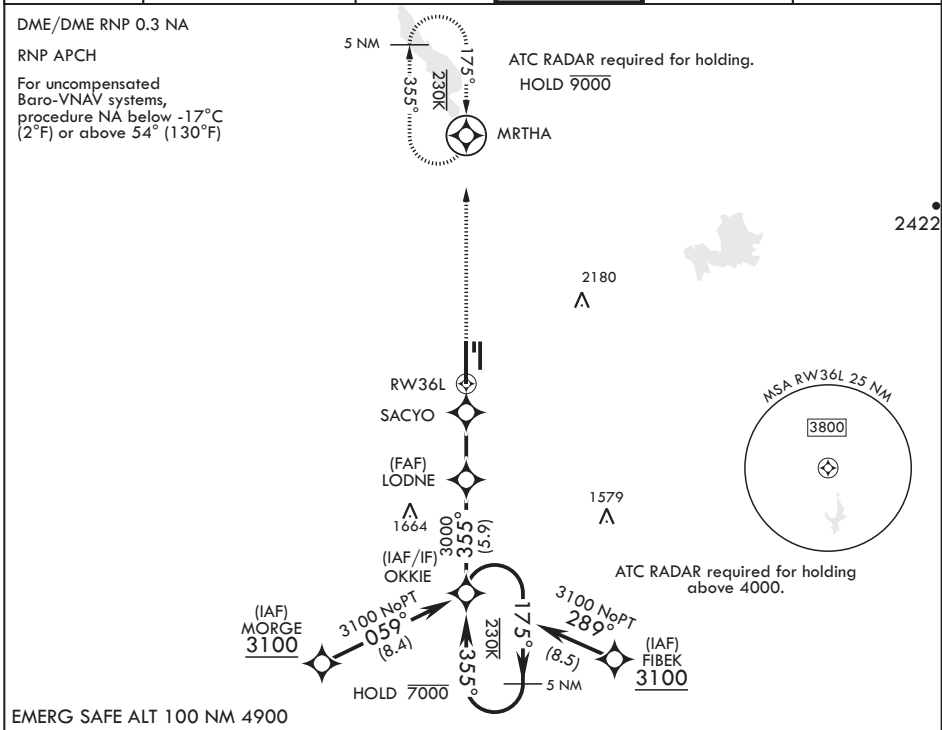 DME/DME RNP 0.3 NA
RNP APCH
For uncompensated
Baro-VNAV systems,
procedure NA below -17°C
(2°F) or above 54° (130°F)
5 NM
355°
230K
175°
ATC RADAR required for holding.
HOLD 9000
MRTHA
2422
2180
RW36L
SACYO
(FAF)
LODNE
MSA RW36L 25 NM
3800
1664
3000
355°
(5.9)
1579
(IAF/IF)
OKKIE
ATC RADAR required for holding
above 4000.
(IAF)
MORGE
3100
3100 NoPT
059°
(8.4)
355°
230K
175°
3100 NoPT
289°
(8.5)
(IAF)
FIBEK
3100
HOLD 7000
5 NM
EMERG SAFE ALT 100 NM 4900